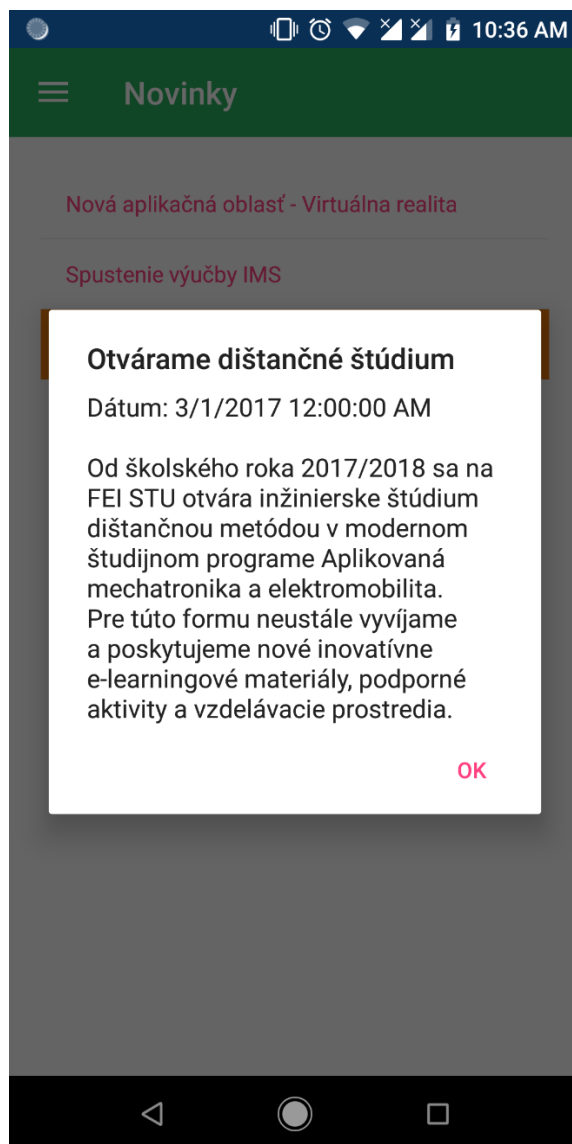 10:36 AM
Novinky
Nová aplikačná oblasť - Virtuálna realita
Spustenie výučby IMS
Otvárame dištančné štúdium
Dátum: 3/1/2017 12:00:00 AM
Od školského roka 2017/2018 sa na
FEI STU otvára inžinierske štúdium
dištančnou metódou v modernom
študijnom programe Aplikovaná
mechatronika a elektromobilita.
Pre túto formu neustále vyvíjame
a poskytujeme nové inovatívne
e-learningové materiály, podporné
aktivity a vzdelávacie prostredia.
OK